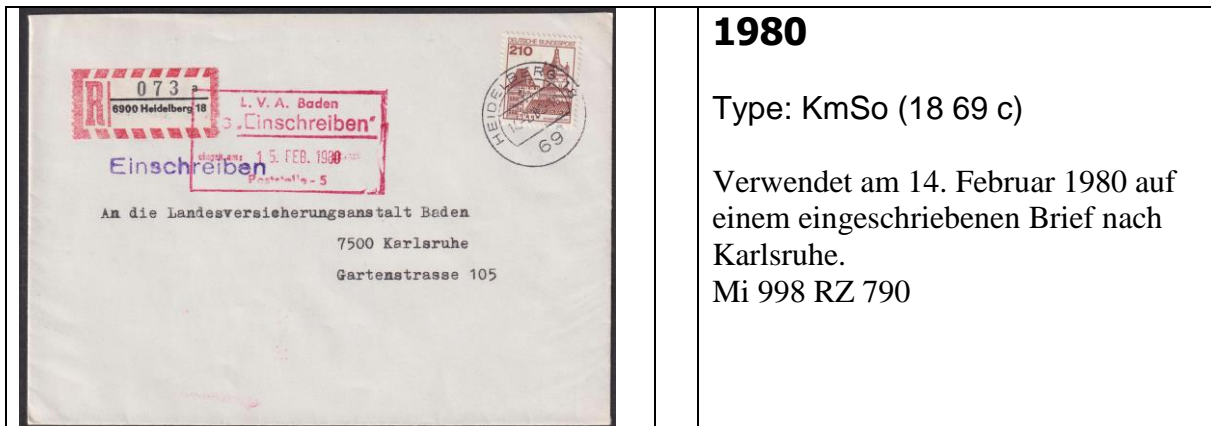 DEUTSCHE BUNDESPOST
210
HEIDELBERG 18
69
R 073 a
6900 Heidelberg 18
L. V. A. Baden
„Einschreiben"
15. FEB. 1980
Poststelle - 5
Einschreiben
An die Landesversicherungsanstalt Baden
7500 Karlsruhe
Gartenstrasse 105
1980
Type: KmSo (18 69 c)
Verwendet am 14. Februar 1980 auf
einem eingeschriebenen Brief nach
Karlsruhe.
Mi 998 RZ 790